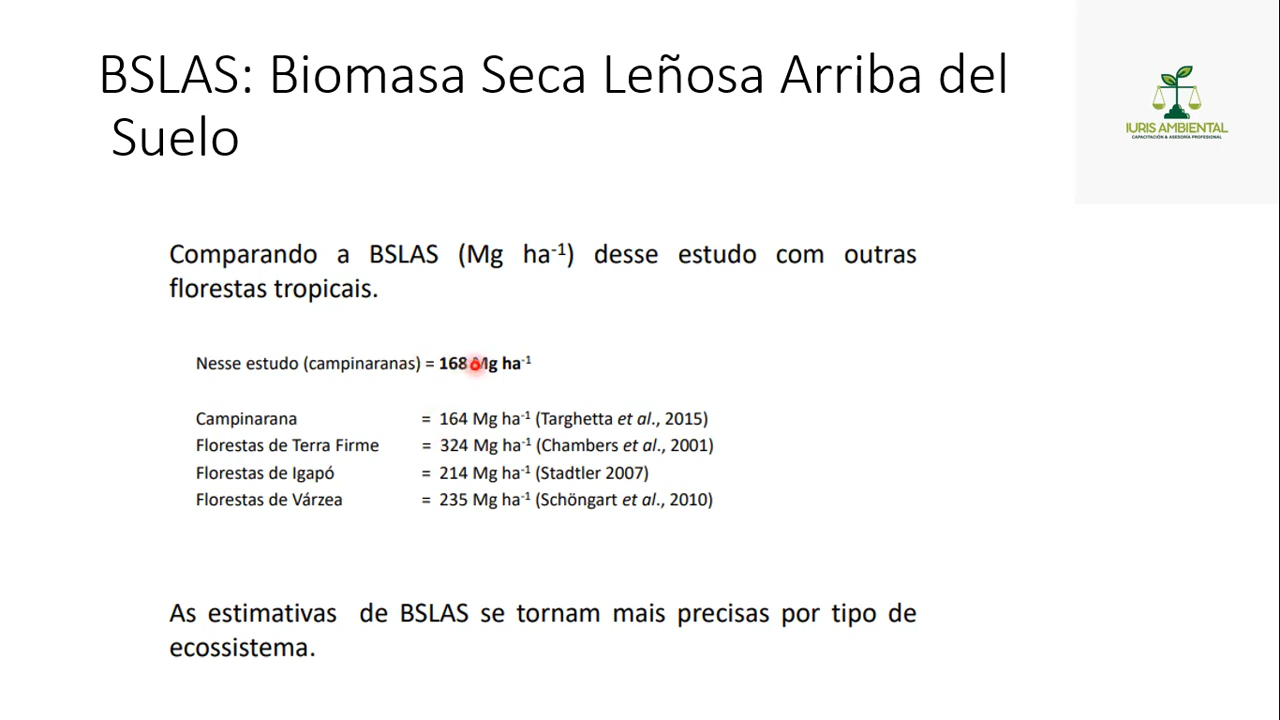 BSLAS: Biomasa Seca Leñosa Arriba del
Suelo
IURIS AMBIENTAL
CAPACITACIÓN & ASESORÍA PROFESIONAL
Comparando a BSLAS (Mg ha⁻¹) desse estudo com outras
florestas tropicais.
Nesse estudo (campinaranas) = 168 Mg ha⁻¹
Campinarana = 164 Mg ha⁻¹ (Targhetta et al., 2015)
Florestas de Terra Firme = 324 Mg ha⁻¹ (Chambers et al., 2001)
Florestas de Igapó = 214 Mg ha⁻¹ (Stadtler 2007)
Florestas de Várzea = 235 Mg ha⁻¹ (Schöngart et al., 2010)
As estimativas de BSLAS se tornam mais precisas por tipo de
ecossistema.